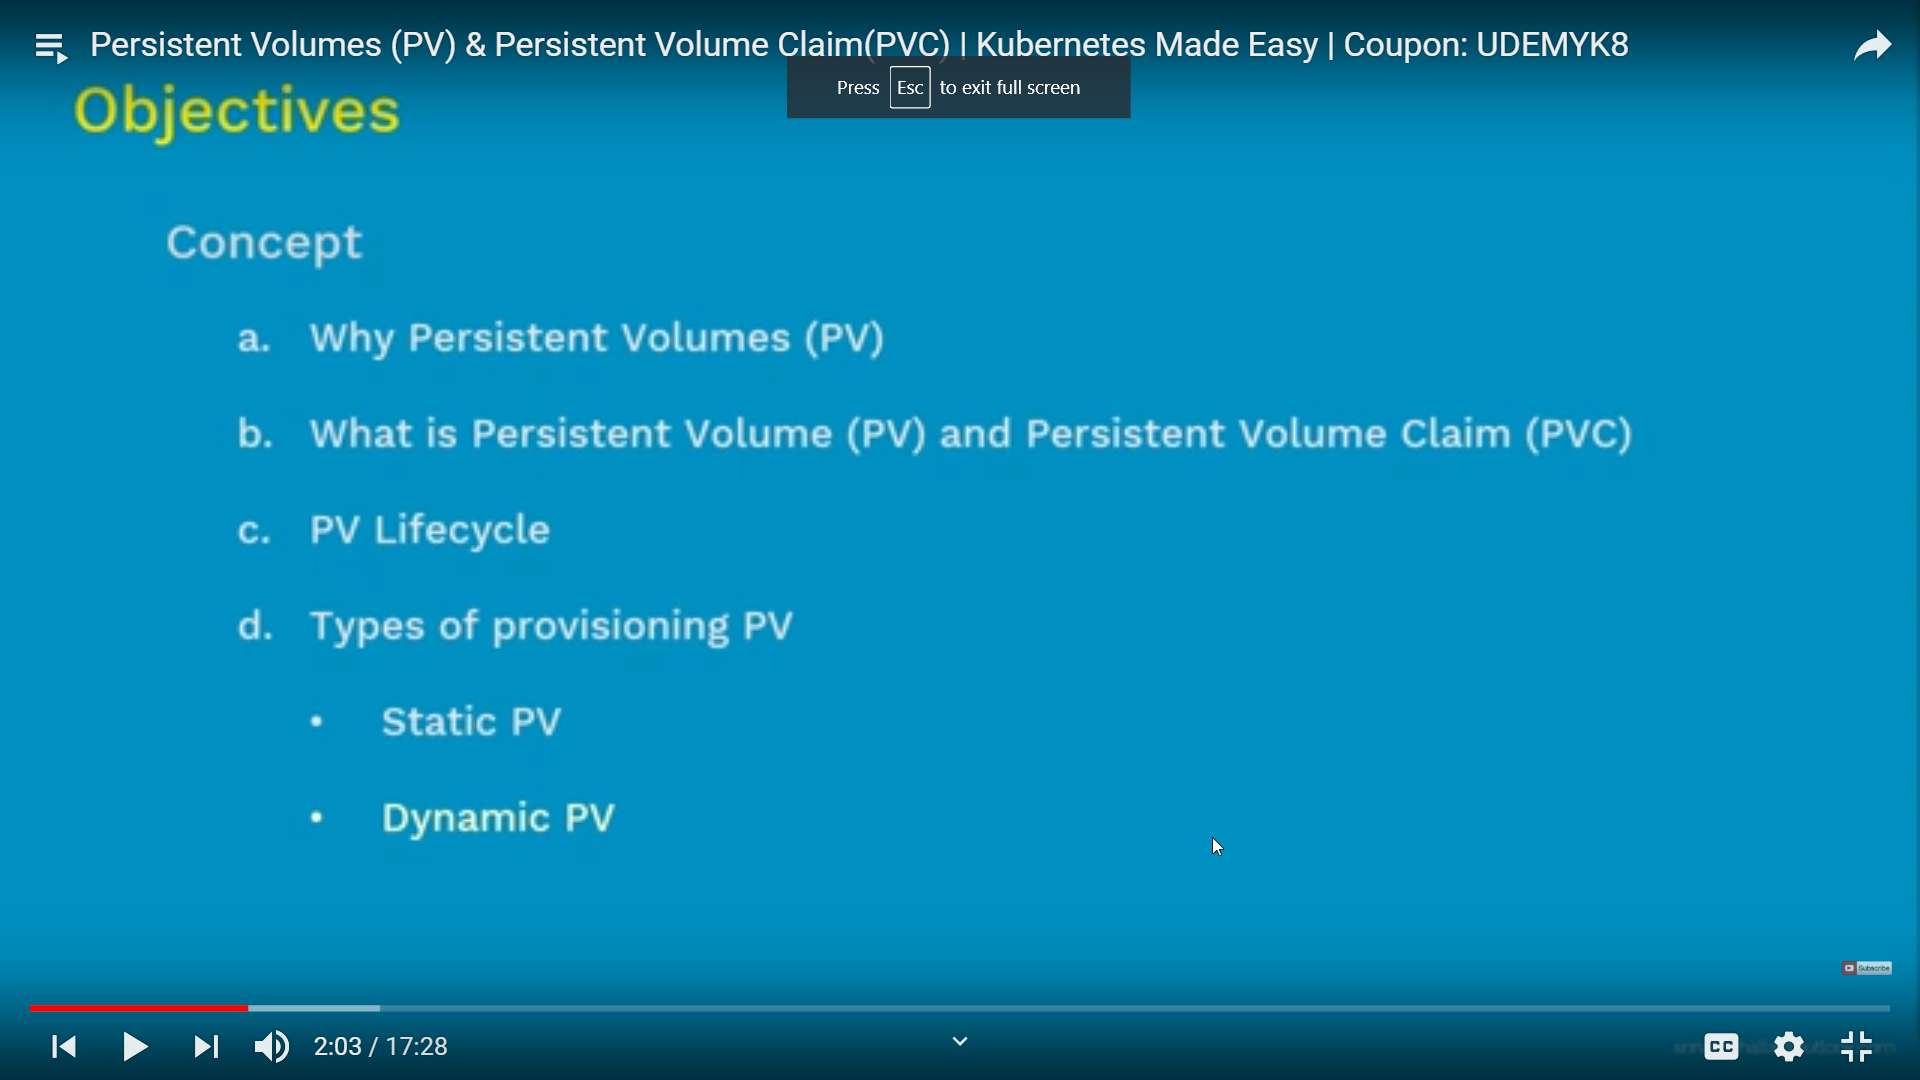 Persistent Volumes (PV) & Persistent Volume Claim(PVC) | Kubernetes Made Easy | Coupon: UDEMYK8
Press Esc to exit full screen
Objectives
Concept
a. Why Persistent Volumes (PV)
b. What is Persistent Volume (PV) and Persistent Volume Claim (PVC)
c. PV Lifecycle
d. Types of provisioning PV
• Static PV
• Dynamic PV
Subscribe
2:03 / 17:28
CC